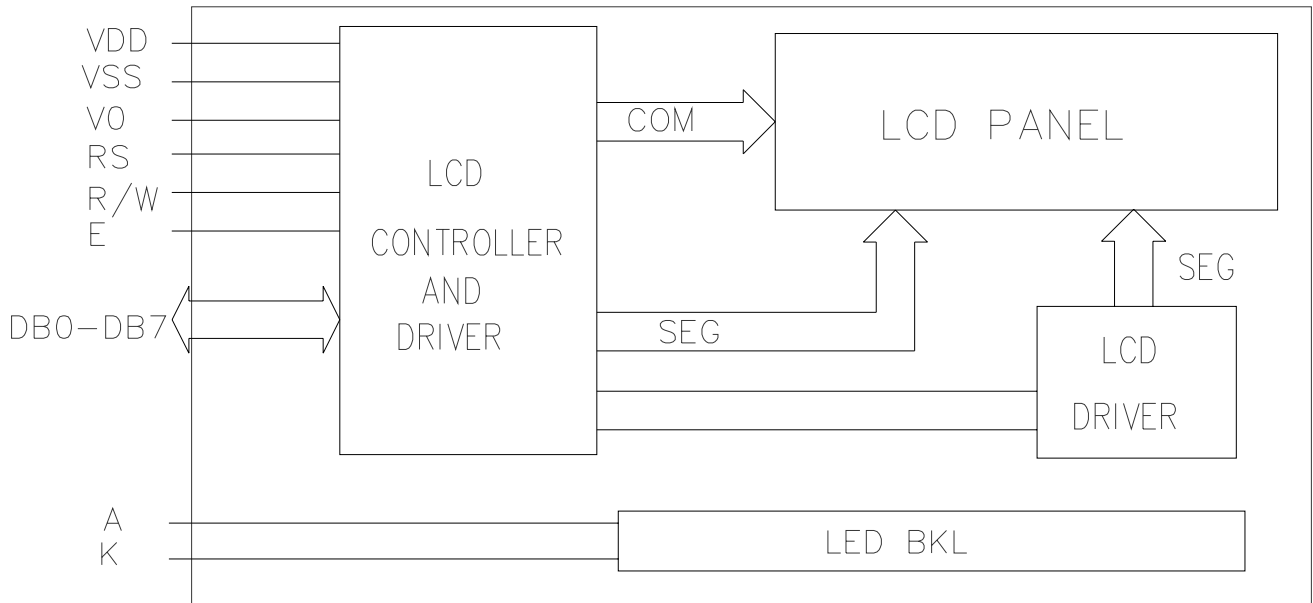 VDD
VSS
V0
RS
R/W
E
DB0-DB7
LCD
CONTROLLER
AND
DRIVER
COM
LCD PANEL
SEG
SEG
LCD
DRIVER
A
K
LED BKL